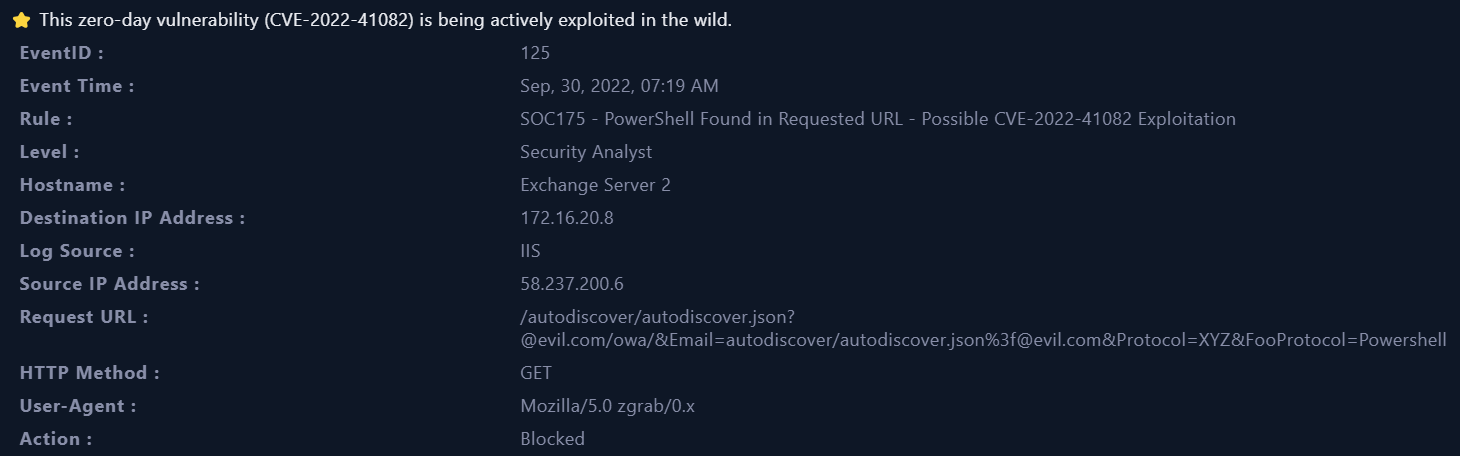 This zero-day vulnerability (CVE-2022-41082) is being actively exploited in the wild.
EventID : 125
Event Time : Sep, 30, 2022, 07:19 AM
Rule : SOC175 - PowerShell Found in Requested URL - Possible CVE-2022-41082 Exploitation
Level : Security Analyst
Hostname : Exchange Server 2
Destination IP Address : 172.16.20.8
Log Source : IIS
Source IP Address : 58.237.200.6
Request URL : /autodiscover/autodiscover.json?
@evil.com/owa/&Email=autodiscover/autodiscover.json%3f@evil.com&Protocol=XYZ&FooProtocol=Powershell
HTTP Method : GET
User-Agent : Mozilla/5.0 zgrab/0.x
Action : Blocked